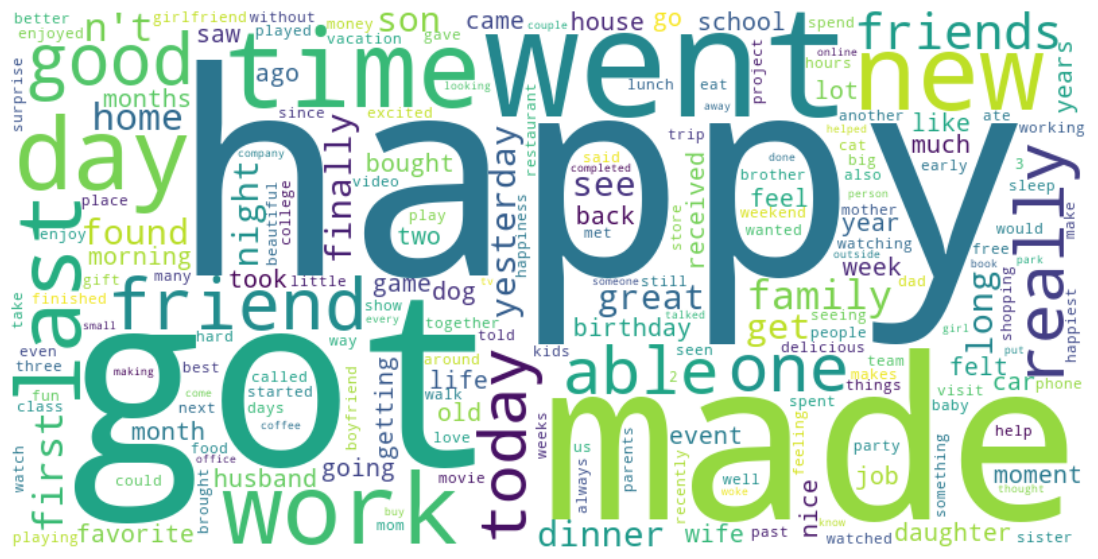 better
girlfriend
without
money
son
came
house
go
school
friends
couple
spend
enjoyed
n't
saw
played
vacation
gave
time
went
online
hours
new
years
surprise
good
ago
looking
lunch
eat
project
lot
months
since
excited
restaurant
away
another
ate
home
day
happy
finally
company
bought
yesterday
said
trip
helped
like
working
completed
done
cat
much
night
beautiful
college
video
see
received
brother
big
early
3
feel
also
person
sleep
really
place
last
play
back
store
weekend
mother
would
make
enjoy
found
two
met
wanted
year
happiness
watching
free
park
morning
outside
many
gift
took
little
game
dog
tv
someone
still
week
dad
book
long
shopping
happiest
take
finished
friend
show
great
family
seeing
small
got
every
together
birthday
talked
get
people
girl
hard
way
told
even
kids
seen
delicious
put
three
making
best
around
able
one
team
felt
called
life
2
makes
things
car
phone
fun
come
started
walk
today
made
visit
class
next
days
boyfriend
getting
old
spent
baby
first
month
coffee
love
weeks
us
event
feeling
party
help
watch
food
office
going
movie
always
parents
recently
well
job
something
moment
could
husband
woke
nice
thought
brought
work
buy
mom
know
playing
favorite
dinner
wife
past
watched
daughter
sister